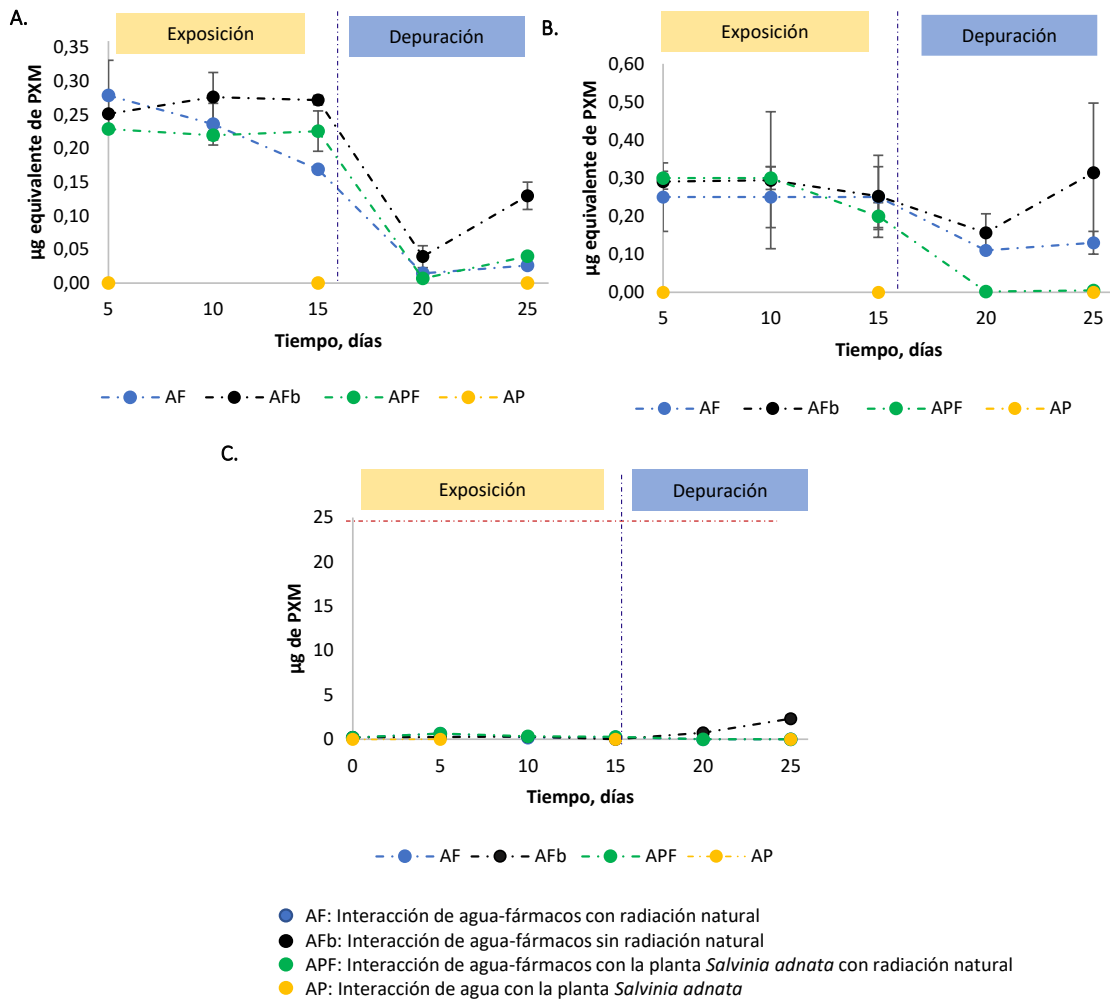 A.
Exposición
Depuración
µg equivalente de PXM
0,35
0,30
0,25
0,20
0,15
0,10
0,05
0,00
5
10
15
20
25
Tiempo, días
AF
AFb
APF
AP
B.
Exposición
Depuración
µg equivalente de PXM
0,60
0,50
0,40
0,30
0,20
0,10
0,00
5
10
15
20
25
Tiempo, días
AF
AFb
APF
AP
C.
Exposición
Depuración
µg de PXM
25
20
15
10
5
0
0
5
10
15
20
25
Tiempo, días
AF
AFb
APF
AP
AF: Interacción de agua-fármacos con radiación natural
AFb: Interacción de agua-fármacos sin radiación natural
APF: Interacción de agua-fármacos con la planta Salvinia adnata con radiación natural
AP: Interacción de agua con la planta Salvinia adnata